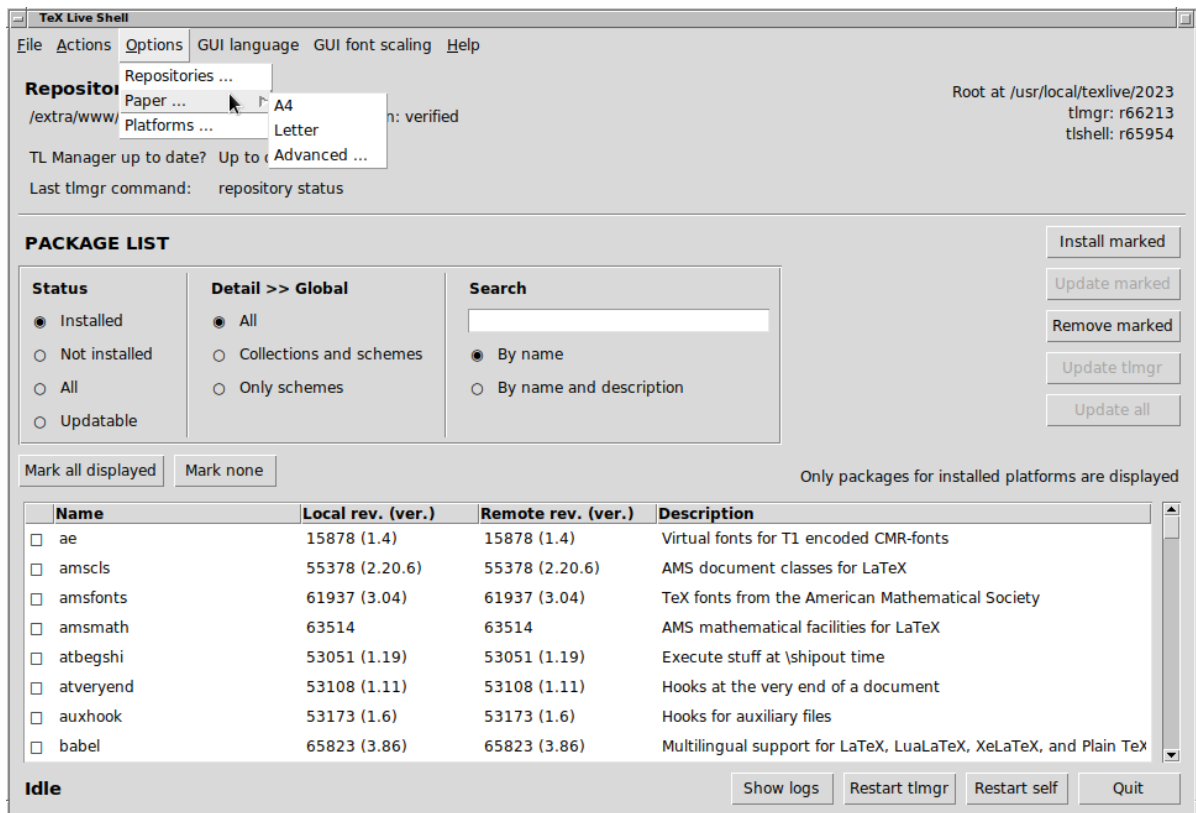 TeX Live Shell
File Actions Options GUI language GUI font scaling Help
Repositories ...
Paper ...
Platforms ...
A4
Letter
Advanced ...
/extra/www/
verified
Root at /usr/local/texlive/2023
tlmgr: r66213
tlshell: r65954
TL Manager up to date? Up to
Last tlmgr command: repository status
PACKAGE LIST
Install marked
Update marked
Remove marked
Update tlmgr
Update all
Status
Installed
Not installed
All
Updatable
Detail >> Global
All
Collections and schemes
Only schemes
Search
By name
By name and description
Mark all displayed Mark none
Only packages for installed platforms are displayed
Name Local rev. (ver.) Remote rev. (ver.) Description
ae 15878 (1.4) 15878 (1.4) Virtual fonts for T1 encoded CMR-fonts
amscls 55378 (2.20.6) 55378 (2.20.6) AMS document classes for LaTeX
amsfonts 61937 (3.04) 61937 (3.04) TeX fonts from the American Mathematical Society
amsmath 63514 63514 AMS mathematical facilities for LaTeX
atbegshi 53051 (1.19) 53051 (1.19) Execute stuff at \shipout time
atveryend 53108 (1.11) 53108 (1.11) Hooks at the very end of a document
auxhook 53173 (1.6) 53173 (1.6) Hooks for auxiliary files
babel 65823 (3.86) 65823 (3.86) Multilingual support for LaTeX, LuaLaTeX, XeLaTeX, and Plain TeX
Idle
Show logs Restart tlmgr Restart self Quit